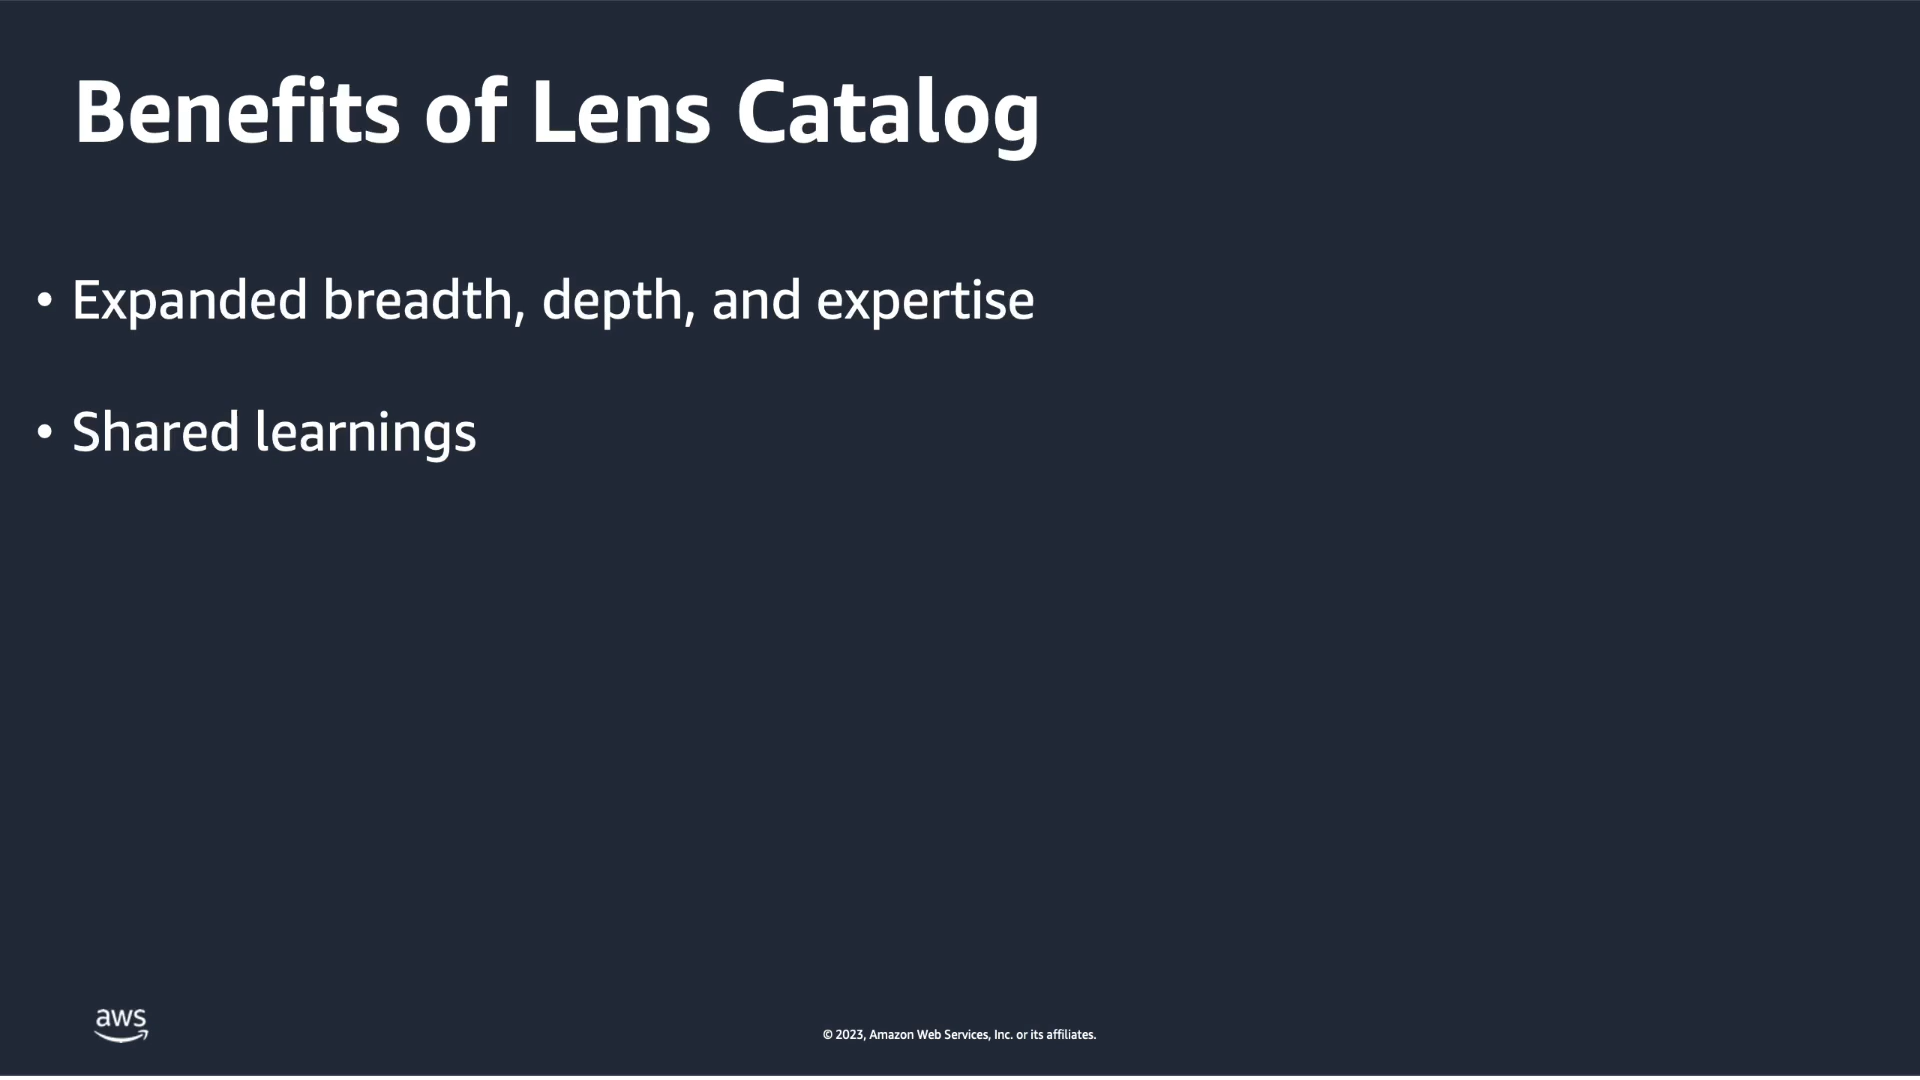 Benefits of Lens Catalog
• Expanded breadth, depth, and expertise
• Shared learnings
aws
© 2023, Amazon Web Services, Inc. or its affiliates.